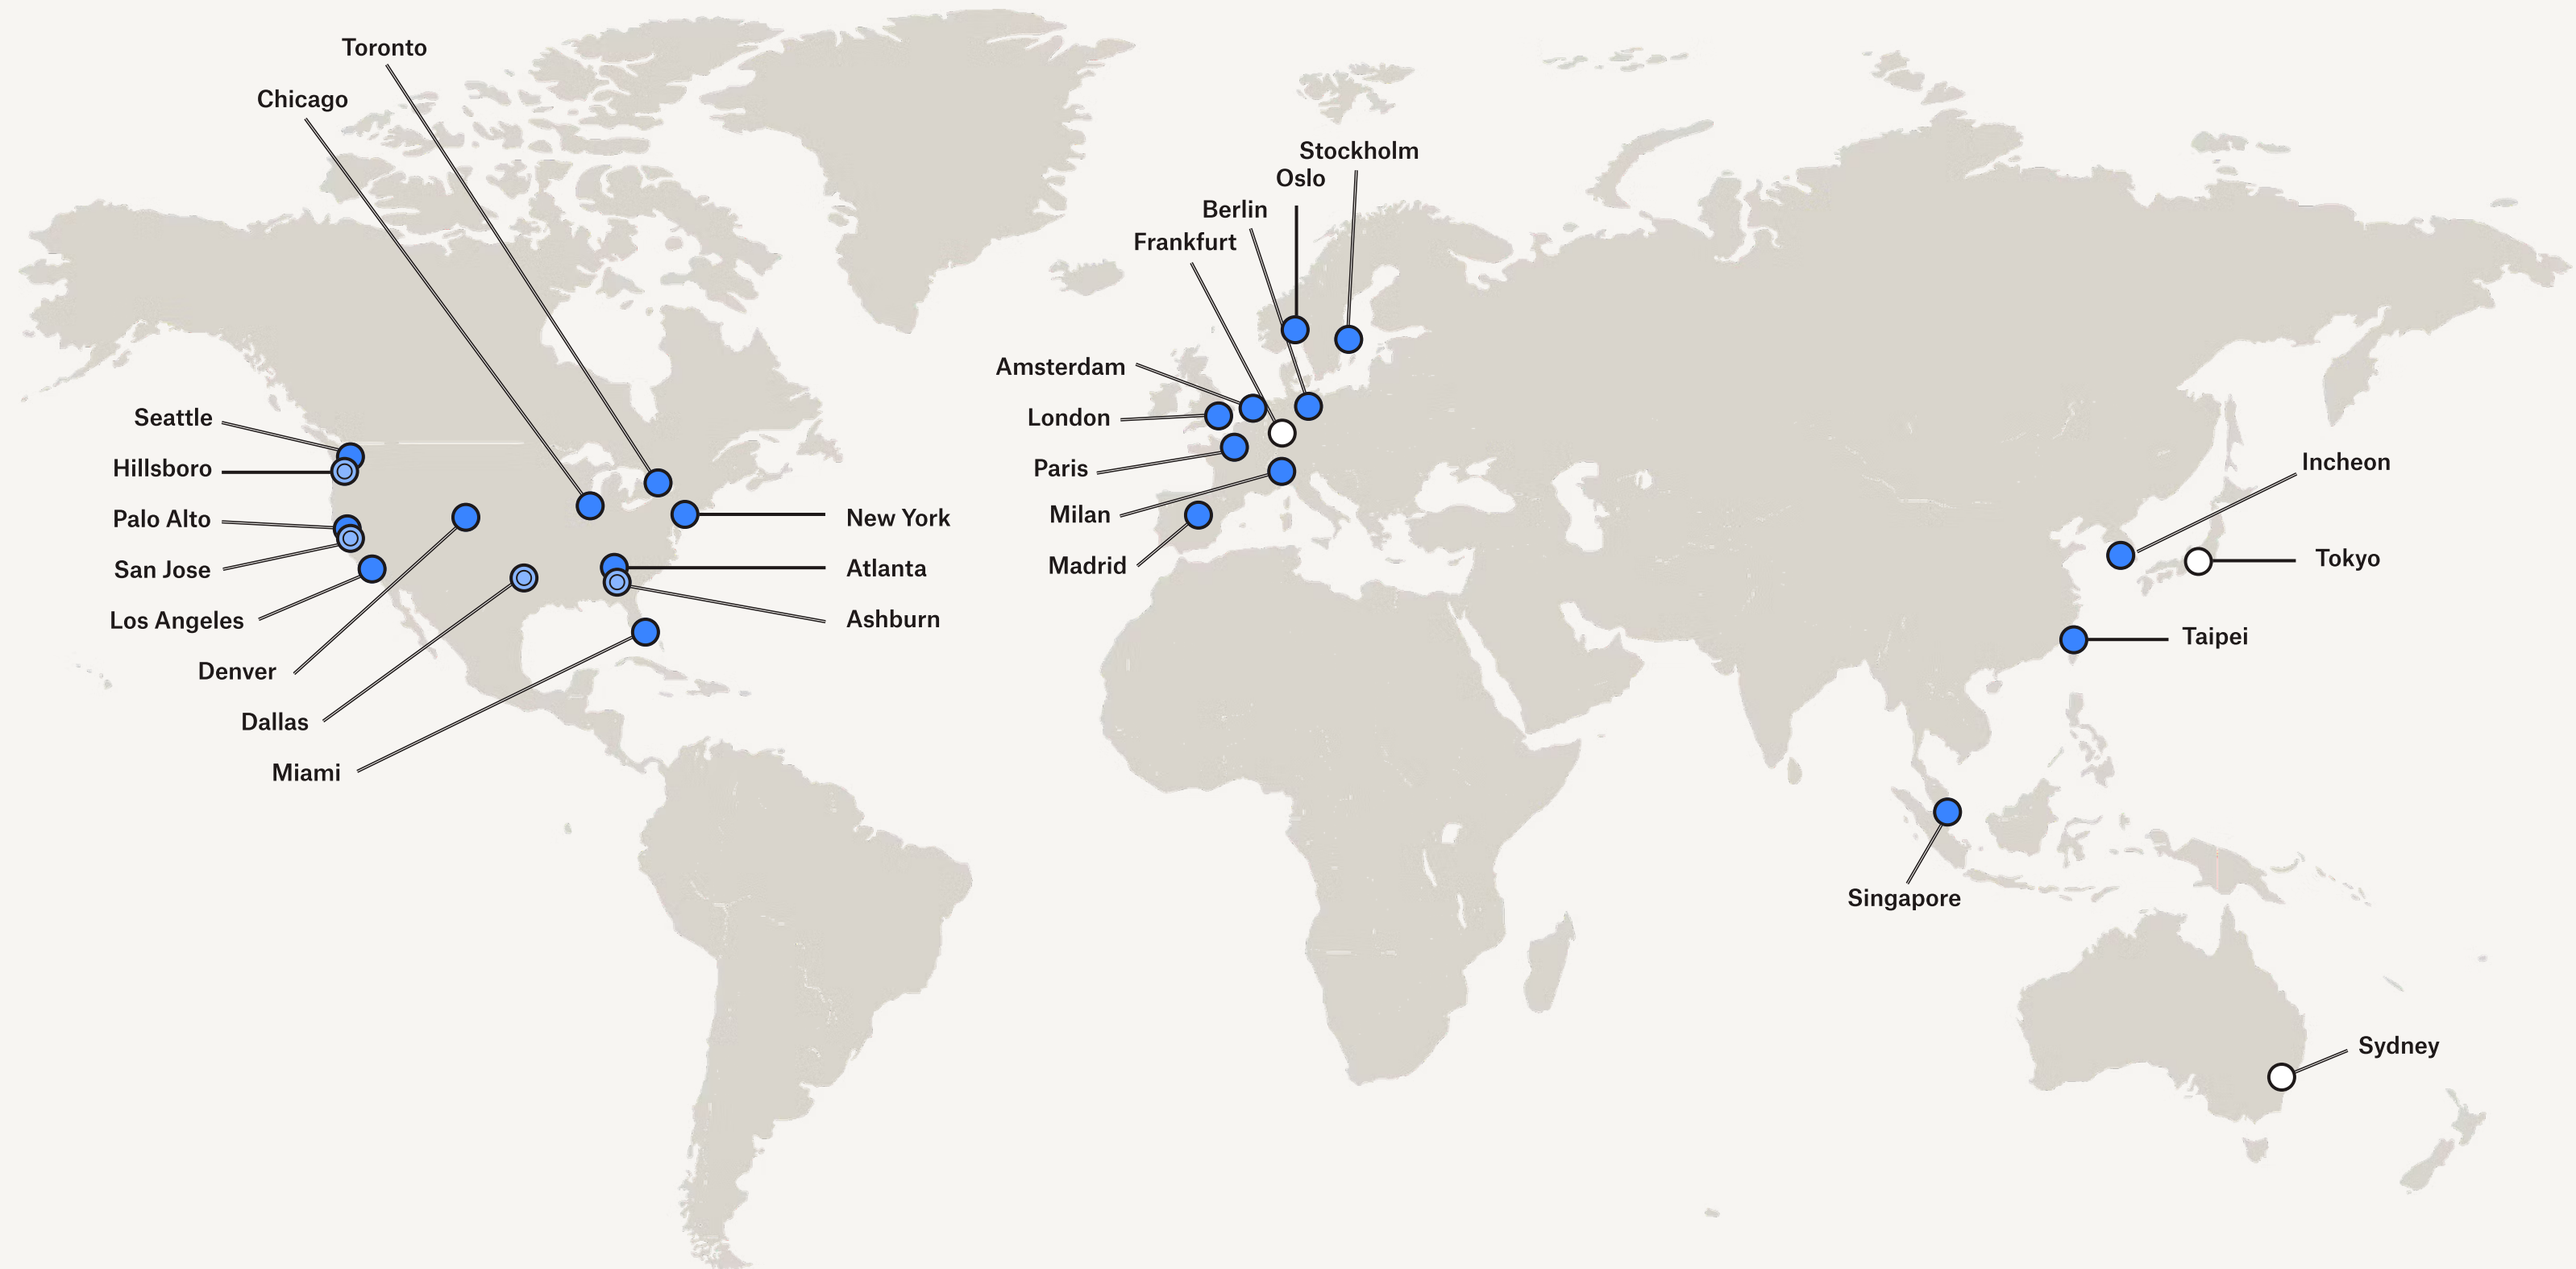 Toronto
Chicago
Stockholm
Oslo
Berlin
Frankfurt
Amsterdam
London
Paris
Milan
Madrid
Seattle
Hillsboro
Palo Alto
San Jose
Los Angeles
Denver
Dallas
Miami
New York
Atlanta
Ashburn
Incheon
Tokyo
Taipei
Singapore
Sydney